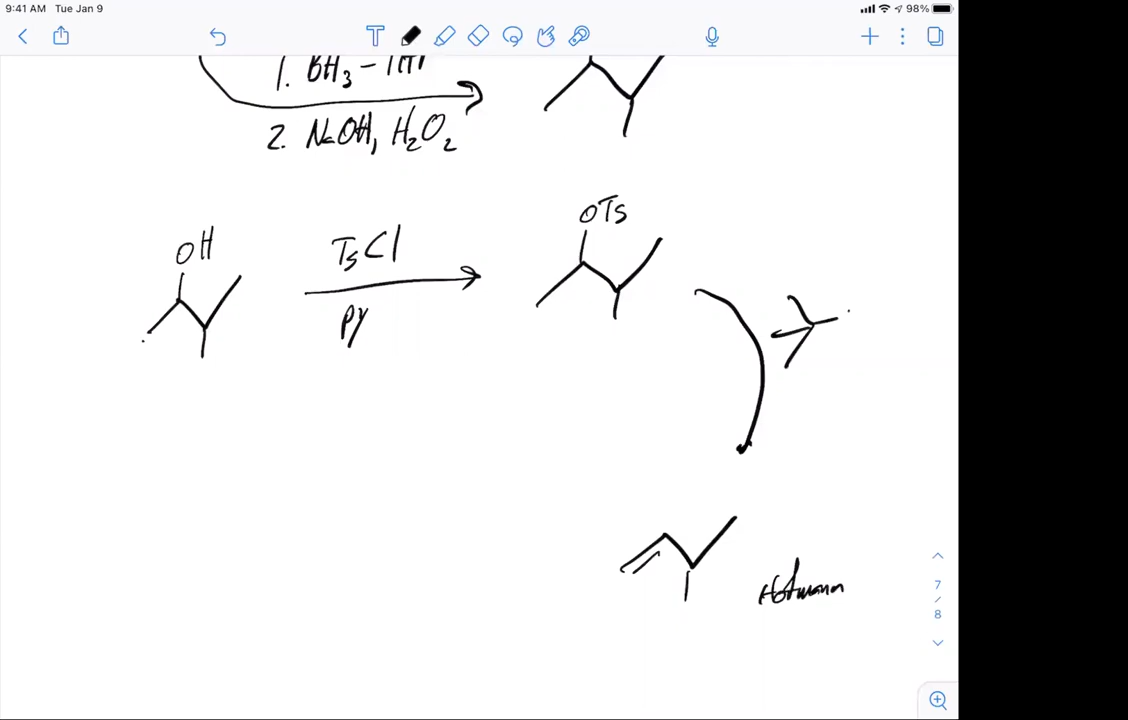 9:41 AM Tue Jan 9
98%
1. BH3 - THF
2. NaOH, H2O2
OTs
OH
TsCl
py
Hofmann
7
/
8